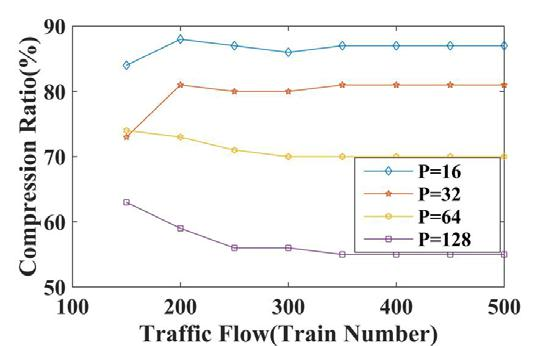 90
80
70
60
50
Compression Ratio(%)
P=16
P=32
P=64
P=128
100 200 300 400 500
Traffic Flow(Train Number)